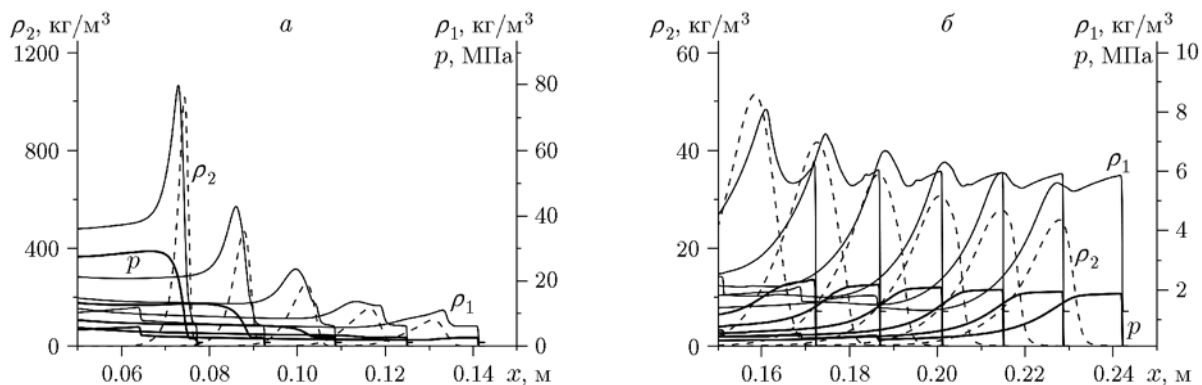 ρ₂, кг/м³ а ρ₁, кг/м³
p, МПа
1200
800
400
0
80
60
40
20
0
ρ₂
p
ρ₁
0.06 0.08 0.10 0.12 0.14 x, м
ρ₂, кг/м³ б ρ₁, кг/м³
p, МПа
60
40
20
0
10
8
6
4
2
ρ₁
ρ₂
p
0.16 0.18 0.20 0.22 0.24 x, м